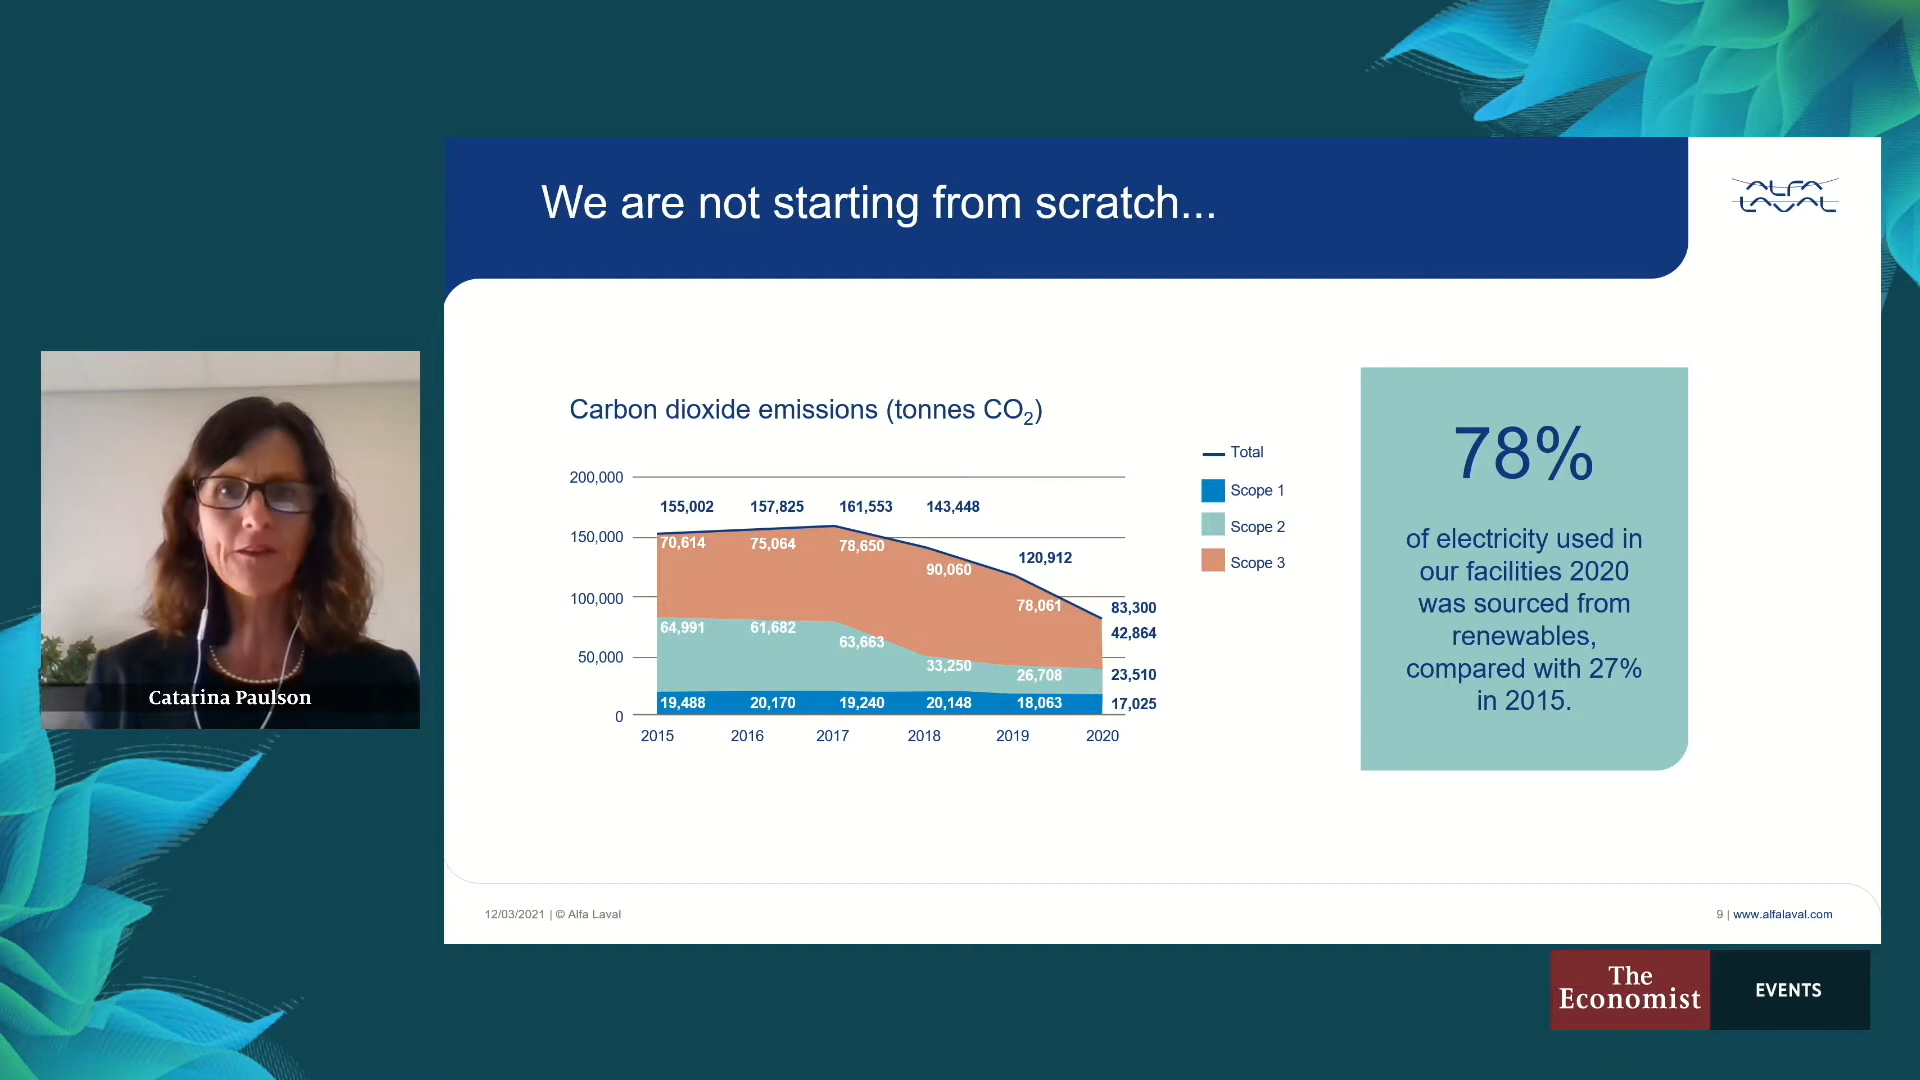 We are not starting from scratch...
ALFA
LAVAL
Carbon dioxide emissions (tonnes CO₂)
200,000
150,000
100,000
50,000
0
155,002
157,825
161,553
143,448
120,912
83,300
70,614
75,064
78,650
90,060
78,061
42,864
64,991
61,682
63,663
33,250
26,708
23,510
19,488
20,170
19,240
20,148
18,063
17,025
2015
2016
2017
2018
2019
2020
Total
Scope 1
Scope 2
Scope 3
78%
of electricity used in
our facilities 2020
was sourced from
renewables,
compared with 27%
in 2015.
Catarina Paulson
12/03/2021 | © Alfa Laval
9 | www.alfalaval.com
The
Economist
EVENTS